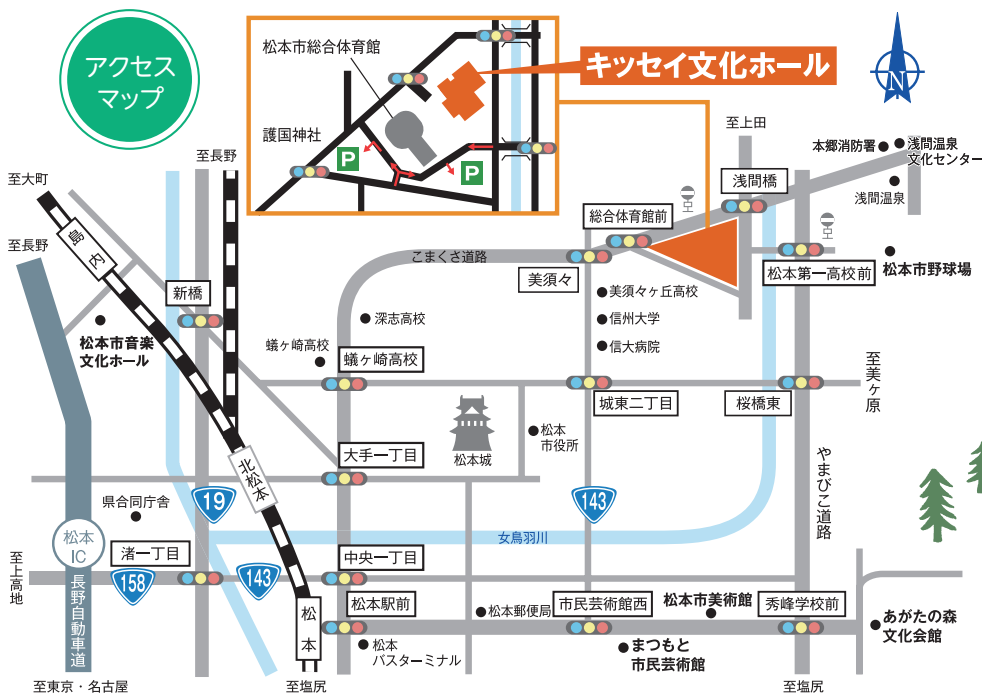 アクセス
マップ
松本市総合体育館
キッセイ文化ホール
護国神社
P
P
N
至長野
至大町
至長野
島内
新橋
松本市音楽
文化ホール
至上田
本郷消防署
浅間温泉
文化センター
浅間橋
浅間温泉
総合体育館前
こまくさ道路
美須々
松本第一高校前
松本市野球場
美須々ヶ丘高校
信州大学
信大病院
深志高校
蟻ヶ崎高校
蟻ヶ崎高校
城東二丁目
桜橋東
至美ヶ原
松本城
松本
市役所
大手一丁目
北松本
やまびこ道路
19
143
県合同庁舎
松本
IC
女鳥羽川
渚一丁目
中央一丁目
至上高地
158
143
長野自動車道
松本
松本駅前
松本郵便局
市民芸術館西
松本市美術館
秀峰学校前
あがたの森
文化会館
松本
バスターミナル
まつもと
市民芸術館
至東京・名古屋
至塩尻
至塩尻